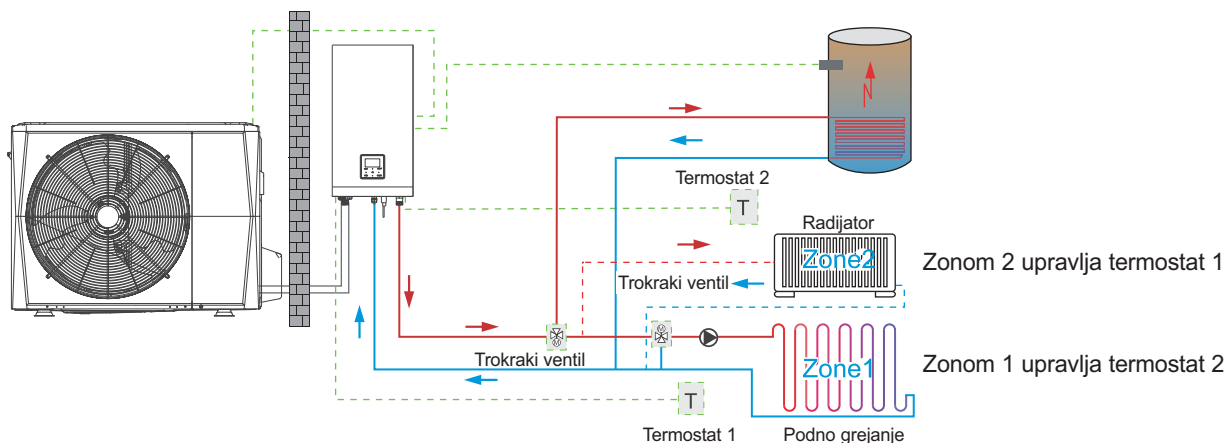 Termostat 2
T
Radijator
Zone2
Zonom 2 upravlja termostat 1
Trokraki ventil
M
M
Trokraki ventil
Zone1
Zonom 1 upravlja termostat 2
T
Termostat 1
Podno grejanje